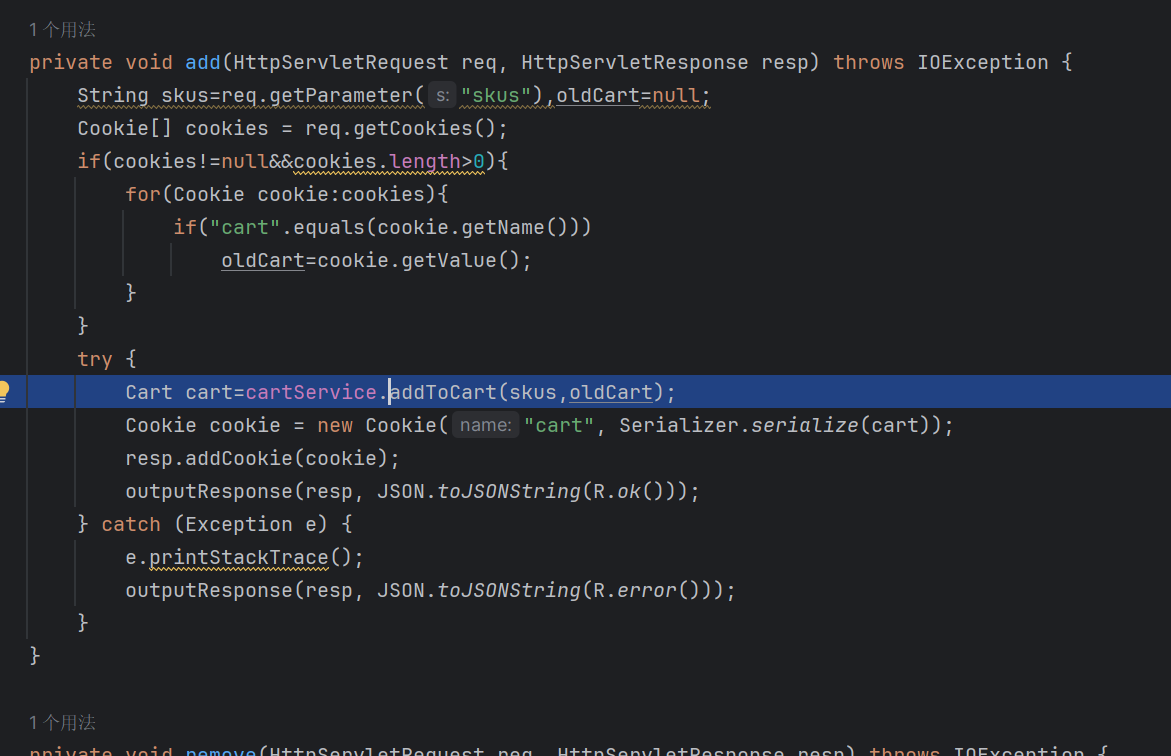 1 个用法
private void add(HttpServletRequest req, HttpServletResponse resp) throws IOException {
    String skus=req.getParameter( s: "skus"),oldCart=null;
    Cookie[] cookies = req.getCookies();
    if(cookies!=null&&cookies.length>0){
        for(Cookie cookie:cookies){
            if("cart".equals(cookie.getName()))
                oldCart=cookie.getValue();
        }
    }
    try {
        Cart cart=cartService.addToCart(skus,oldCart);
        Cookie cookie = new Cookie( name: "cart", Serializer.serialize(cart));
        resp.addCookie(cookie);
        outputResponse(resp, JSON.toJSONString(R.ok()));
    } catch (Exception e) {
        e.printStackTrace();
        outputResponse(resp, JSON.toJSONString(R.error()));
    }
}
1 个用法
private void remove(HttpServletRequest req, HttpServletResponse resp) throws IOException {